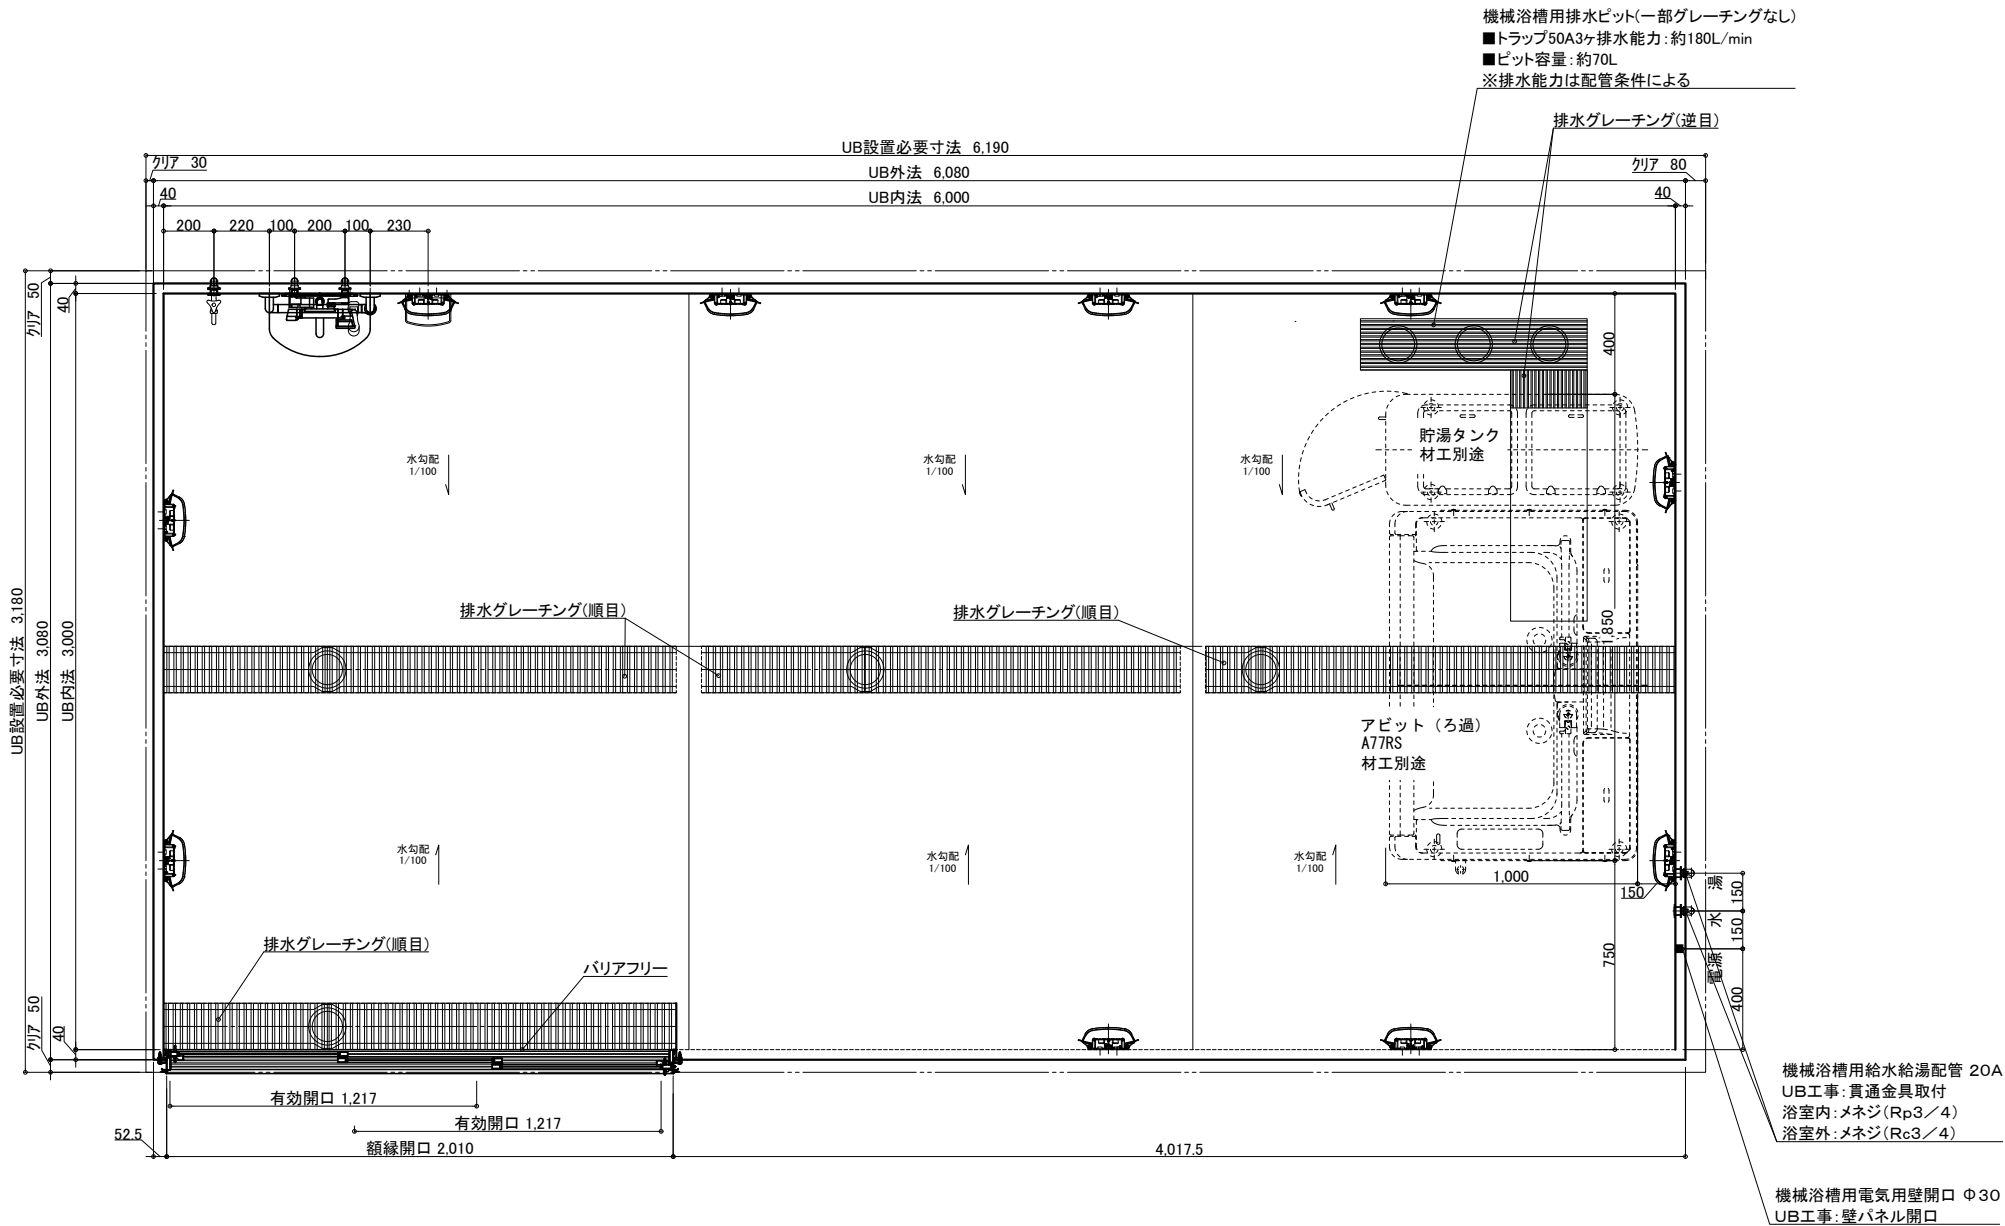 機械浴槽用排水ピット(一部グレーチングなし)
■トラップ50A3ヶ排水能力:約180L/min
■ピット容量:約70L
※排水能力は配管条件による
排水グレーチング(逆目)
UB設置必要寸法 6,190
クリア 30
UB外法 6,080
クリア 80
40
UB内法 6,000
40
200
220
100
200
100
230
クリア 50
40
400
貯湯タンク
材工別途
水勾配
1/100
水勾配
1/100
水勾配
1/100
UB設置必要寸法 3,180
UB外法 3,080
UB内法 3,000
排水グレーチング(順目)
排水グレーチング(順目)
1,850
アビット(ろ過)
A77RS
材工別途
水勾配
1/100
水勾配
1/100
水勾配
1/100
1,000
150
湯
150
水
150
電源
400
750
排水グレーチング(順目)
バリアフリー
クリア 50
40
有効開口 1,217
有効開口 1,217
52.5
額縁開口 2,010
4,017.5
機械浴槽用給水給湯配管 20A
UB工事:貫通金具取付
浴室内:メネジ(Rp3/4)
浴室外:メネジ(Rc3/4)
機械浴槽用電気用壁開口 Φ30
UB工事:壁パネル開口